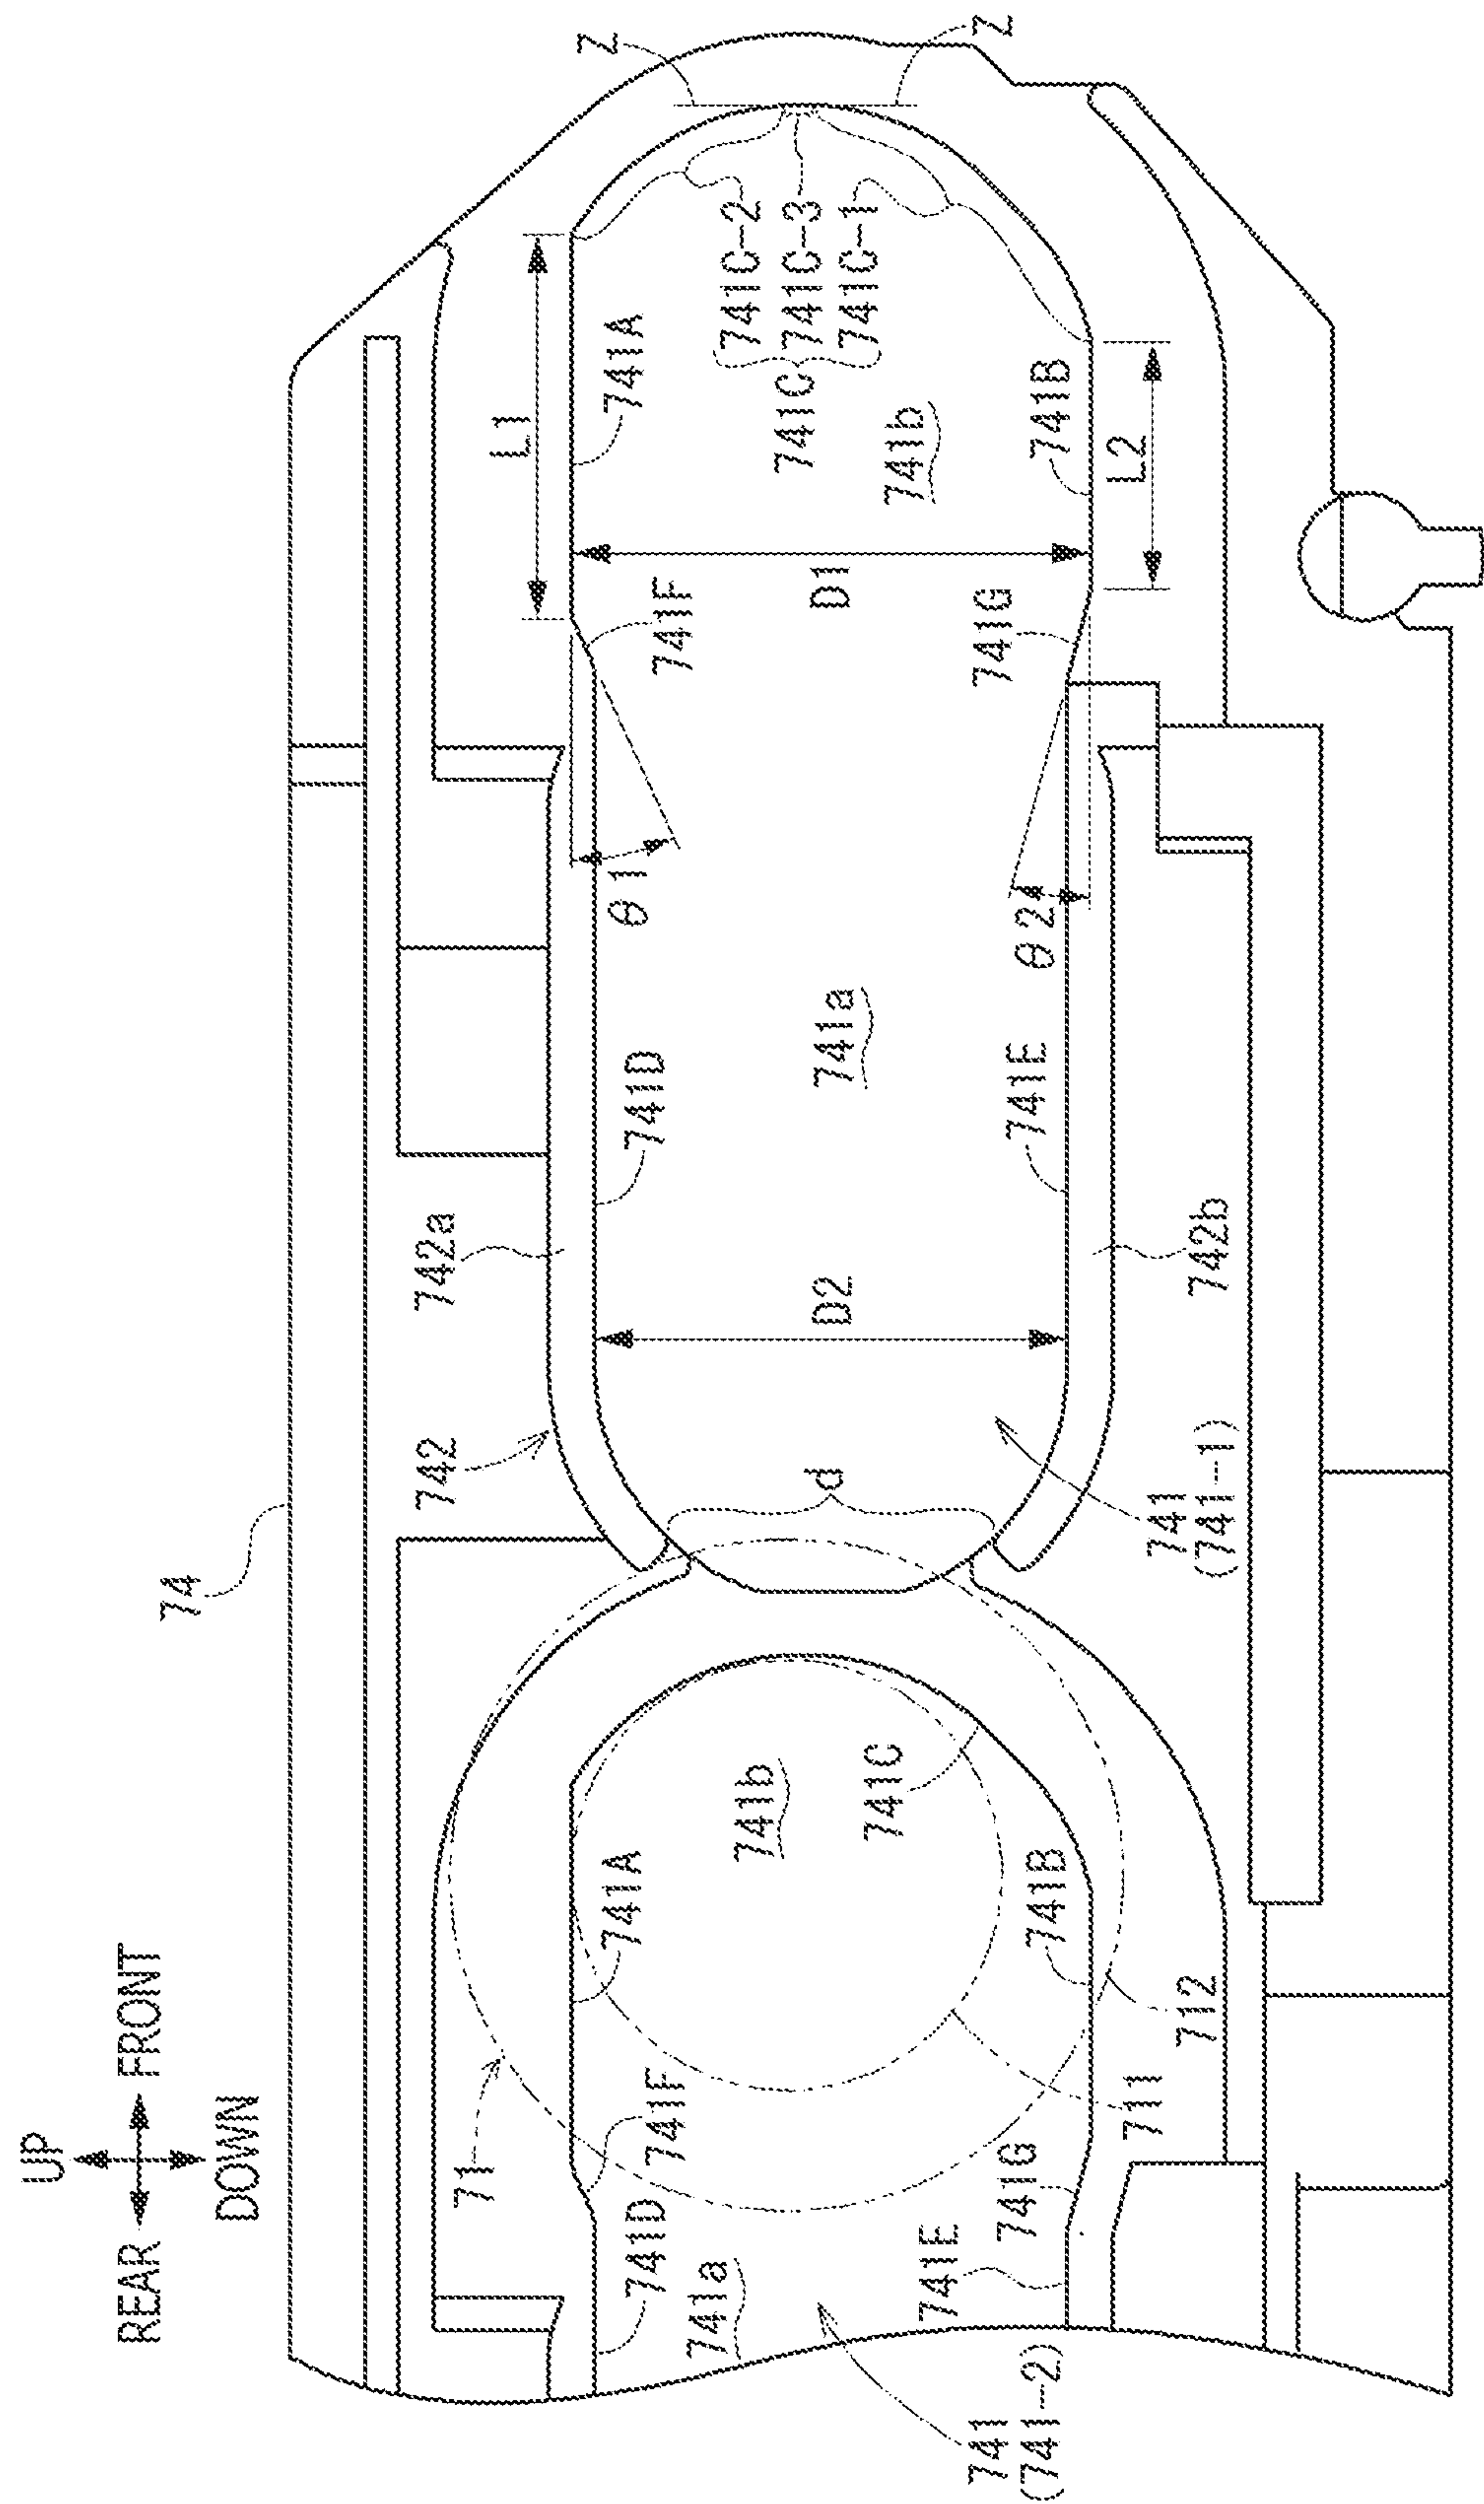 UP
DOWN
REAR
FRONT
74
Z
Z
L1
741A
741C-2
741C-3
741C-1
741C
741b
741B
L2
D1
741F
741G
θ1
θ2
741a
741D
741E
742a
742b
D2
742
d
741
(741-1)
741b
741C
741A
741B
712
711
71
741F
741G
741D
741E
741a
741
(741-2)